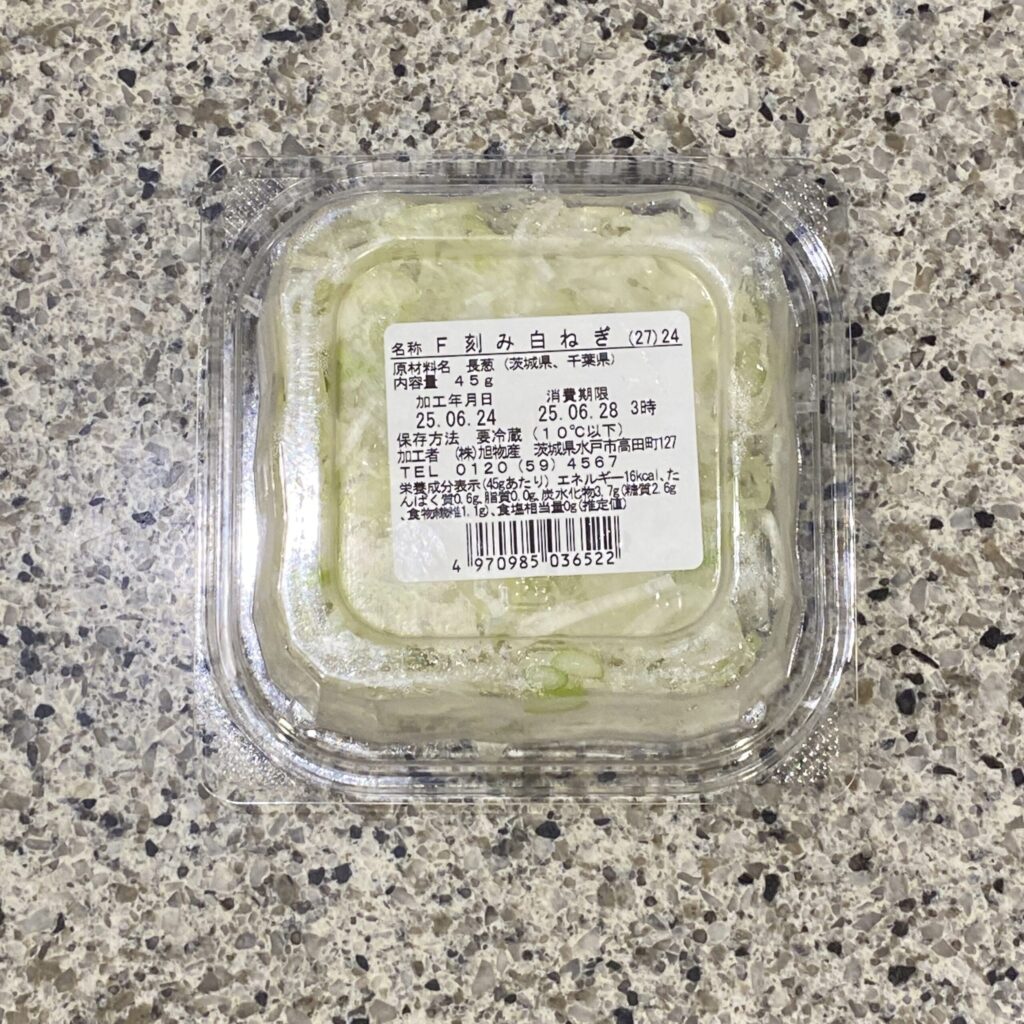 名称 F 刻み白ねぎ (27)24
原材料名 長葱（茨城県、千葉県）
内容量 45g
加工年月日 消費期限
25.06.24 25.06.28 3時
保存方法 要冷蔵（10℃以下）
加工者 (株)旭物産 茨城県水戸市高田町127
TEL 0120(59)4567
栄養成分表示(45gあたり) エネルギー16kcal、た
んぱく質0.6g、脂質0.0g、炭水化物3.7g(糖質2.6g
、食物繊維1.1g)、食塩相当量0g(推定値)
4 970985 036522